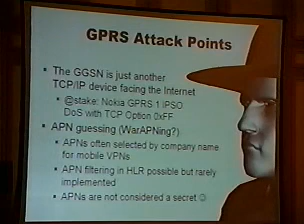 GPRS Attack Points
• The GGSN is just another
TCP/IP device facing the Internet
• @stake: Nokia GPRS 1 IPSO
DoS with TCP Option 0xFF
• APN guessing (WarAPNing?)
• APNs often selected by company name
for mobile VPNs
• APN filtering in HLR possible but rarely
implemented
• APNs are not considered a secret ☺